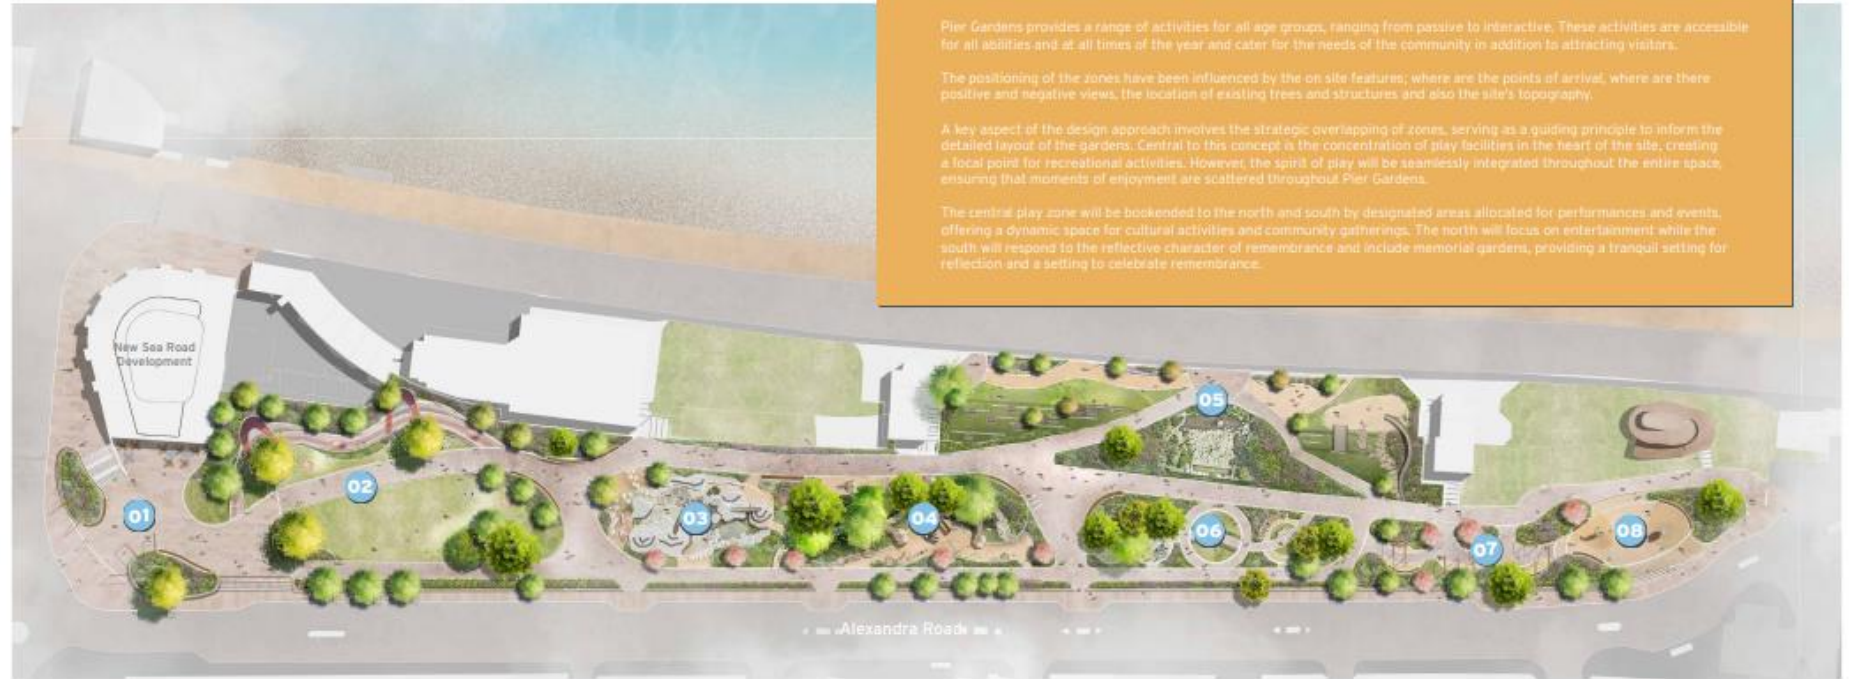 Pier Gardens provides a range of activities for all age groups, ranging from passive to interactive. These activities are accessible
for all abilities and at all times of the year and cater for the needs of the community in addition to attracting visitors.
The positioning of the zones have been influenced by the on site features; where are the points of arrival, where are there
positive and negative views, the location of existing trees and structures and also the site's topography.
A key aspect of the design approach involves the strategic overlapping of zones, serving as a guiding principle to inform the
detailed layout of the gardens. Central to this concept is the concentration of play facilities in the heart of the site, creating
a focal point for recreational activities. However, the spirit of play will be seamlessly integrated throughout the entire space,
ensuring that moments of enjoyment are scattered throughout Pier Gardens.
The central play zone will be bookended to the north and south by designated areas allocated for performances and events,
offering a dynamic space for cultural activities and community gatherings. The north will focus on entertainment while the
south will respond to the reflective character of remembrance and include memorial gardens, providing a tranquil setting for
reflection and a setting to celebrate remembrance.
New Sea Road
Development
01
02
03
04
05
06
07
08
Alexandra Road